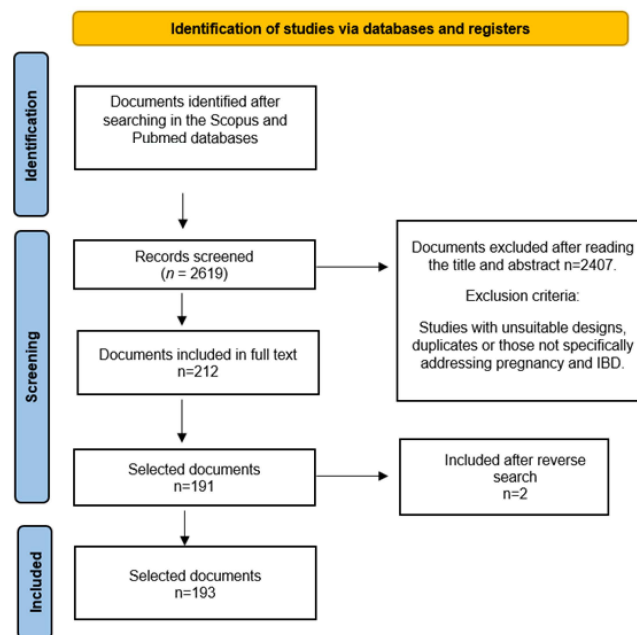 Identification of studies via databases and registers
Identification
Documents identified after
searching in the Scopus and
Pubmed databases
Screening
Records screened
(n = 2619)
Documents excluded after reading
the title and abstract n=2407.
Exclusion criteria:
Studies with unsuitable designs,
duplicates or those not specifically
addressing pregnancy and IBD.
Documents included in full text
n=212
Selected documents
n=191
Included after reverse
search
n=2
Included
Selected documents
n=193